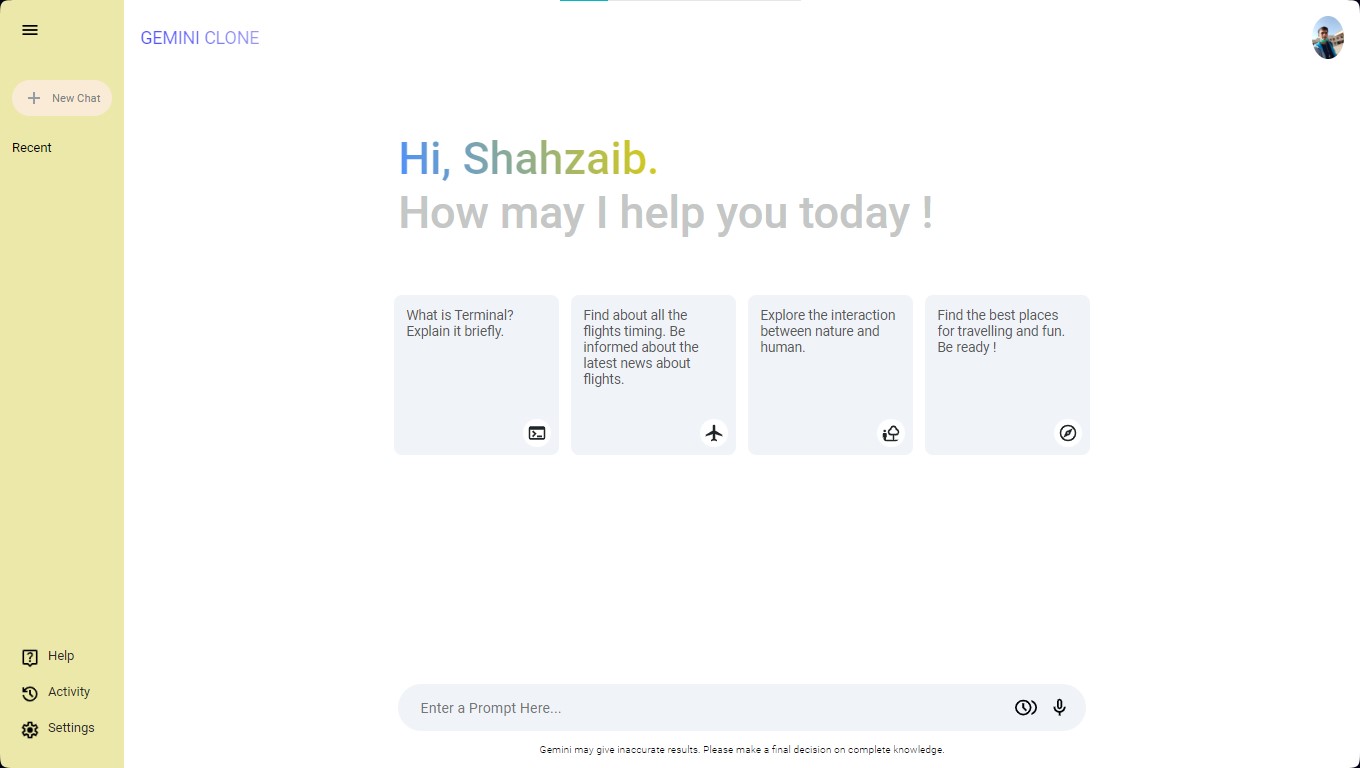 GEMINI CLONE
New Chat
Recent
Hi, Shahzaib.
How may I help you today !
What is Terminal?
Explain it briefly.
Find about all the
flights timing. Be
informed about the
latest news about
flights.
Explore the interaction
between nature and
human.
Find the best places
for travelling and fun.
Be ready !
Help
Activity
Settings
Enter a Prompt Here...
Gemini may give inaccurate results. Please make a final decision on complete knowledge.